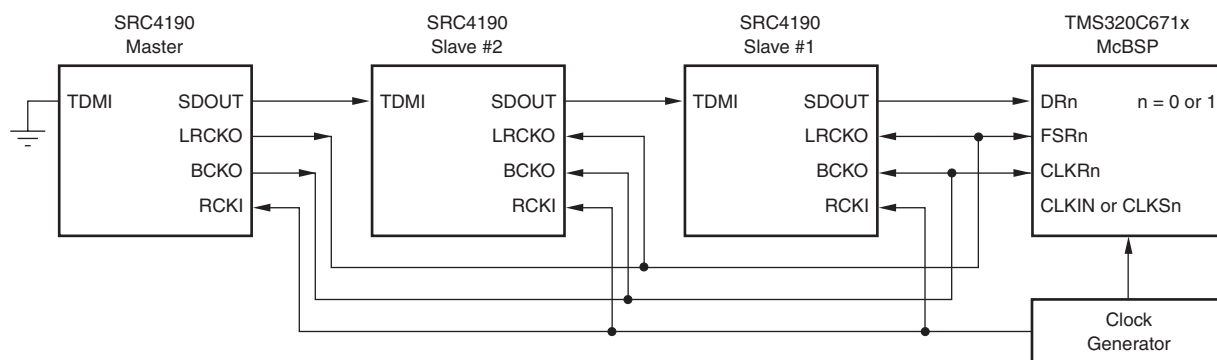 SRC4190
Master
SRC4190
Slave #2
SRC4190
Slave #1
TMS320C671x
McBSP
TDMI SDOUT
LRCKO
BCKO
RCKI
TDMI SDOUT
LRCKO
BCKO
RCKI
TDMI SDOUT
LRCKO
BCKO
RCKI
DRn n = 0 or 1
FSRn
CLKRn
CLKIN or CLKSn
Clock
Generator